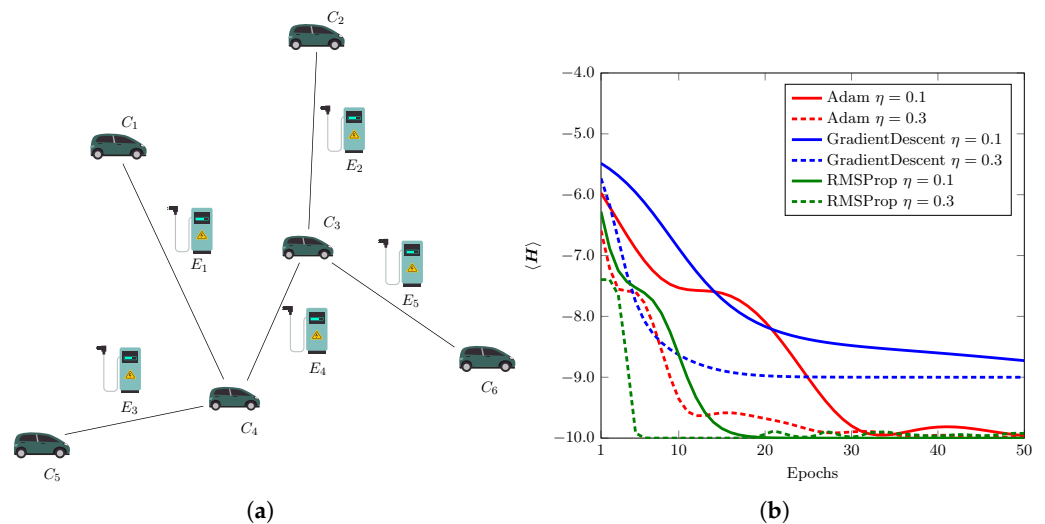 C₂
C₁
E₂
C₃
E₁
E₅
E₄
E₃
C₆
C₄
C₅
(a)
−4.0
−5.0
−6.0
−7.0
−8.0
−9.0
−10.0
⟨H⟩
Adam η = 0.1
Adam η = 0.3
GradientDescent η = 0.1
GradientDescent η = 0.3
RMSProp η = 0.1
RMSProp η = 0.3
1 10 20 30 40 50
Epochs
(b)